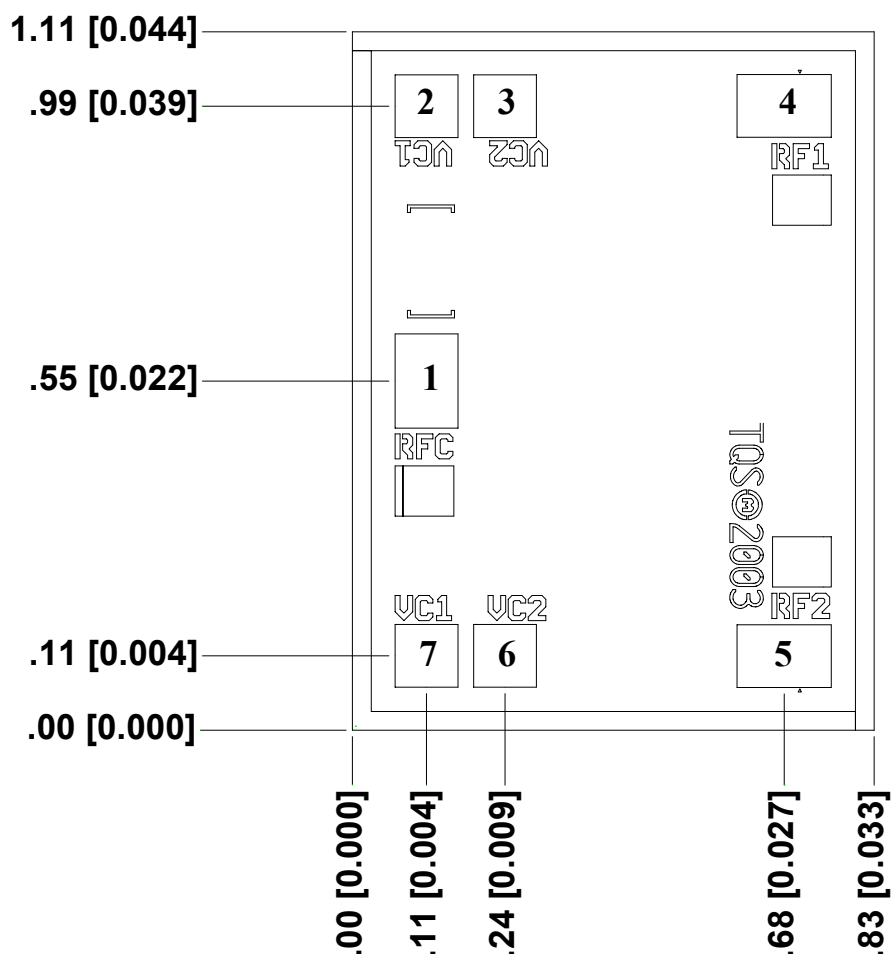 1.11 [0.044]
.99 [0.039]
2
3
4
VC1
VC2
RF1
.55 [0.022]
1
RFC
TQS Ⓜ 2003
VC1
VC2
RF2
.11 [0.004]
7
6
5
.00 [0.000]
.00 [0.000]
.11 [0.004]
.24 [0.009]
.68 [0.027]
.83 [0.033]